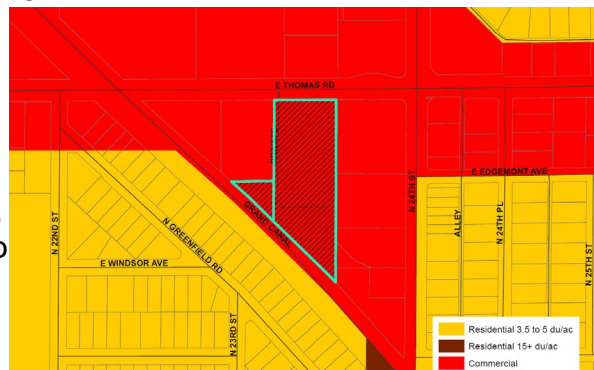 E THOMAS RD
E EDGEMONT AVE
N 24TH ST
ALLEY
N 24TH PL
N 25TH ST
GRAND CANAL
N 22ND ST
N GREENFIELD RD
E WINDSOR AVE
N 23RD ST
Residential 3.5 to 5 du/ac
Residential 15+ du/ac
Commercial